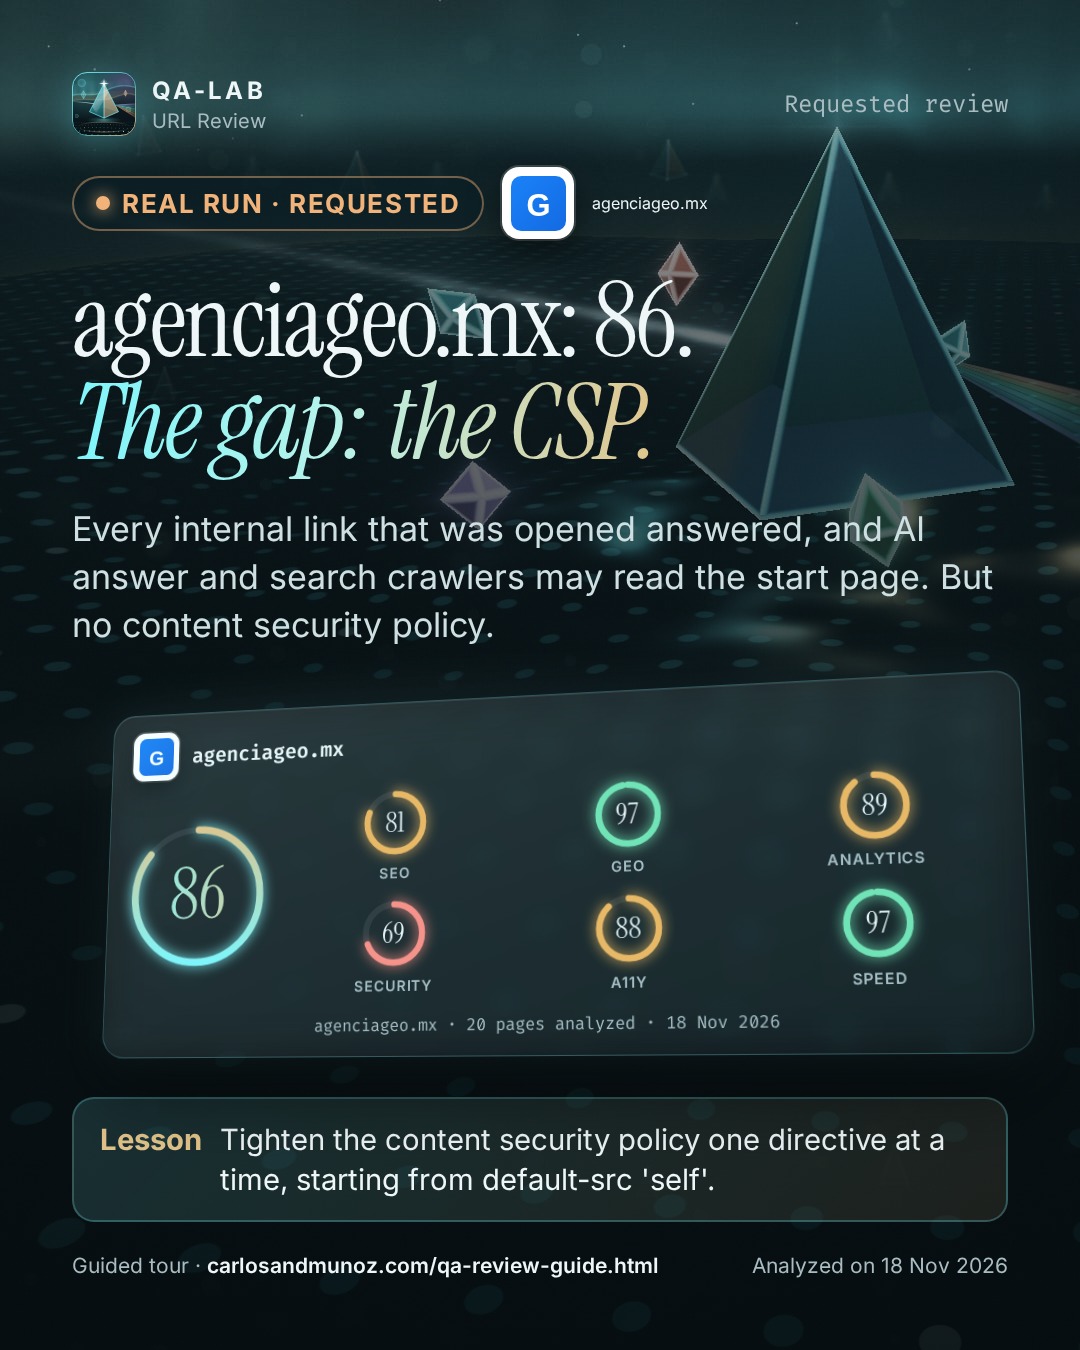 QA-LAB
URL Review
Requested review
REAL RUN · REQUESTED
G
agenciageo.mx
agenciageo.mx: 86.
The gap: the CSP.
Every internal link that was opened answered, and AI
answer and search crawlers may read the start page. But
no content security policy.
G
agenciageo.mx
86
81
SEO
97
GEO
89
ANALYTICS
69
SECURITY
88
A11Y
97
SPEED
agenciageo.mx · 20 pages analyzed · 18 Nov 2026
Lesson Tighten the content security policy one directive at a
time, starting from default-src 'self'.
Guided tour · carlosandmunoz.com/qa-review-guide.html
Analyzed on 18 Nov 2026